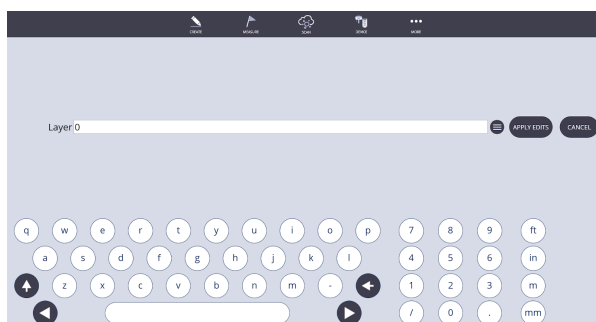 CREATE MEASURE SCAN DEVICE MORE
Layer 0 APPLY EDITS CANCEL
q w e r t y u i o p 7 8 9 ft
a s d f g h j k l 4 5 6 in
z x c v b n m - 1 2 3 m
/ 0 . mm